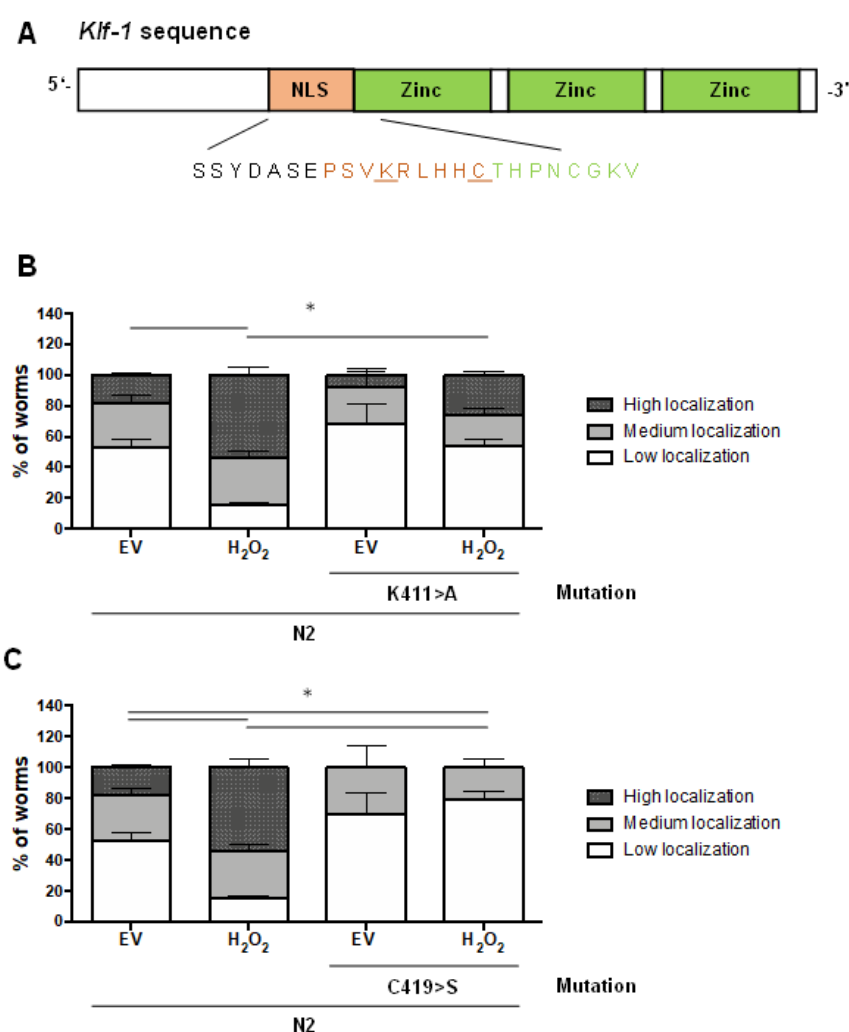 A Klf-1 sequence
5'- NLS Zinc Zinc Zinc -3'
SSYDASEPSVKRLHHCTHPNCGKV
B
% of worms
140
120
100
80
60
40
20
0
*
EV H₂O₂ EV H₂O₂
K411>A Mutation
N2
High localization
Medium localization
Low localization
C
% of worms
140
120
100
80
60
40
20
0
*
EV H₂O₂ EV H₂O₂
C419>S Mutation
N2
High localization
Medium localization
Low localization